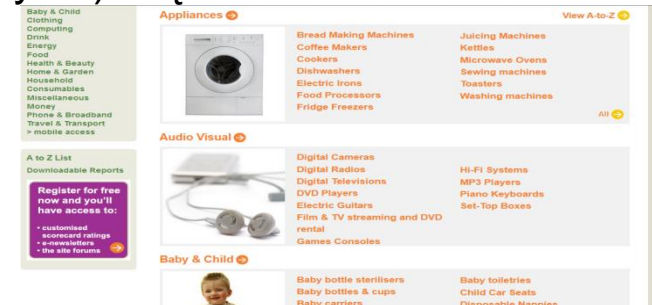 Baby & Child
Clothing
Computing
Drink
Energy
Food
Health & Beauty
Home & Garden
Household
Consumables
Miscellaneous
Money
Phone & Broadband
Travel & Transport
> mobile access
A to Z List
Downloadable Reports
Register for free
now and you'll
have access to:
• customised
scorecard ratings
• e-newsletters
• the site forums
Appliances
View A-to-Z
Bread Making Machines
Coffee Makers
Cookers
Dishwashers
Electric Irons
Food Processors
Fridge Freezers
Juicing Machines
Kettles
Microwave Ovens
Sewing machines
Toasters
Washing machines
All
Audio Visual
Digital Cameras
Digital Radios
Digital Televisions
DVD Players
Electric Guitars
Film & TV streaming and DVD
rental
Games Consoles
Hi-Fi Systems
MP3 Players
Piano Keyboards
Set-Top Boxes
Baby & Child
Baby bottle sterilisers
Baby bottles & cups
Baby carriers
Baby toiletries
Child Car Seats
Disposable Nappies